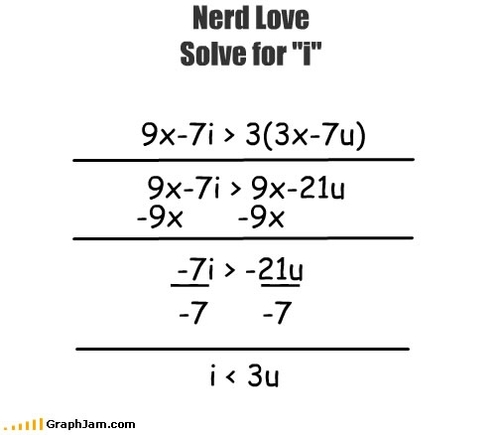 Nerd Love
Solve for "i"
9x-7i > 3(3x-7u)
9x-7i > 9x-21u
-9x -9x
-7i > -21u
-7 -7
i < 3u
GraphJam.com